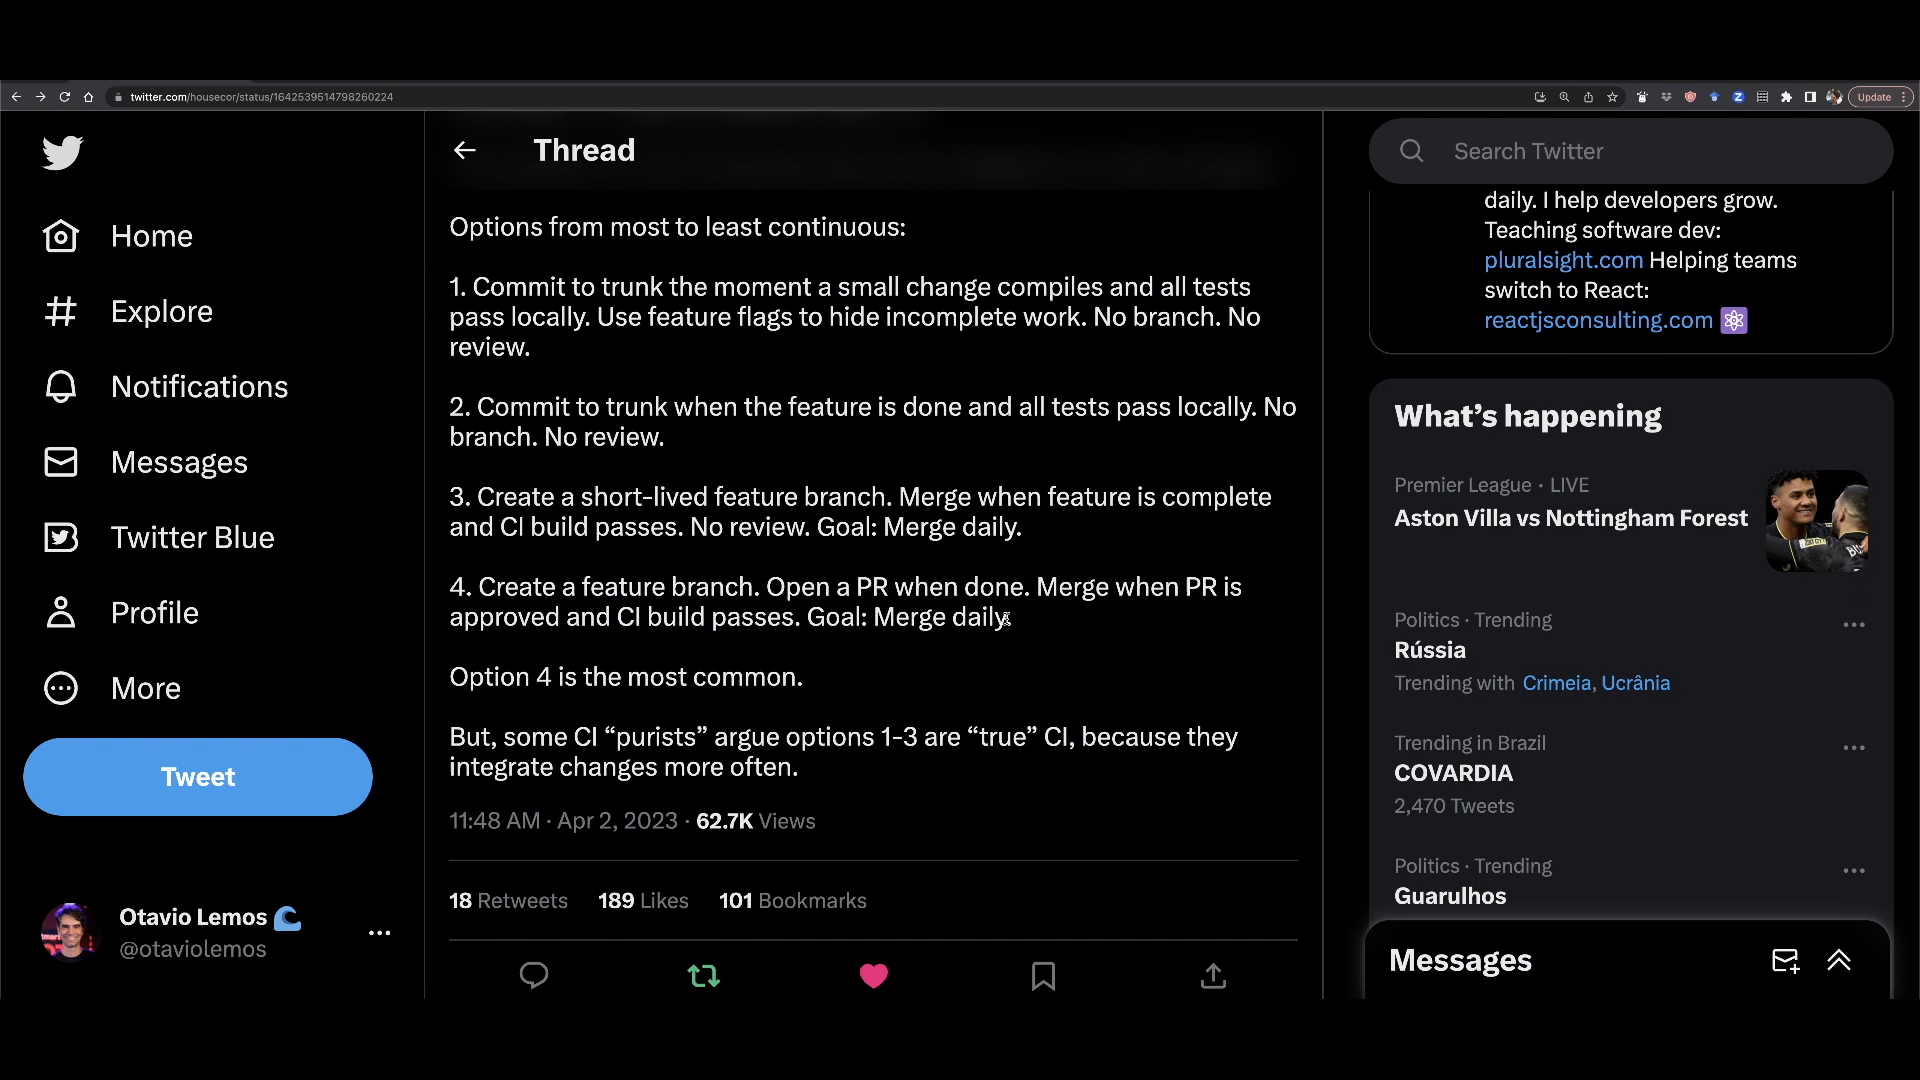 twitter.com/housecor/status/1642539514798260224
Update
Home
Explore
Notifications
Messages
Twitter Blue
Profile
More
Tweet
Otavio Lemos
@otaviolemos
Thread
Options from most to least continuous:
1. Commit to trunk the moment a small change compiles and all tests
pass locally. Use feature flags to hide incomplete work. No branch. No
review.
2. Commit to trunk when the feature is done and all tests pass locally. No
branch. No review.
3. Create a short-lived feature branch. Merge when feature is complete
and CI build passes. No review. Goal: Merge daily.
4. Create a feature branch. Open a PR when done. Merge when PR is
approved and CI build passes. Goal: Merge daily.
Option 4 is the most common.
But, some CI “purists” argue options 1-3 are “true” CI, because they
integrate changes more often.
11:48 AM · Apr 2, 2023 · 62.7K Views
18 Retweets 189 Likes 101 Bookmarks
Search Twitter
daily. I help developers grow.
Teaching software dev:
pluralsight.com Helping teams
switch to React:
reactjsconsulting.com
What’s happening
Premier League · LIVE
Aston Villa vs Nottingham Forest
Politics · Trending
Rússia
Trending with Crimeia, Ucrânia
Trending in Brazil
COVARDIA
2,470 Tweets
Politics · Trending
Guarulhos
Messages